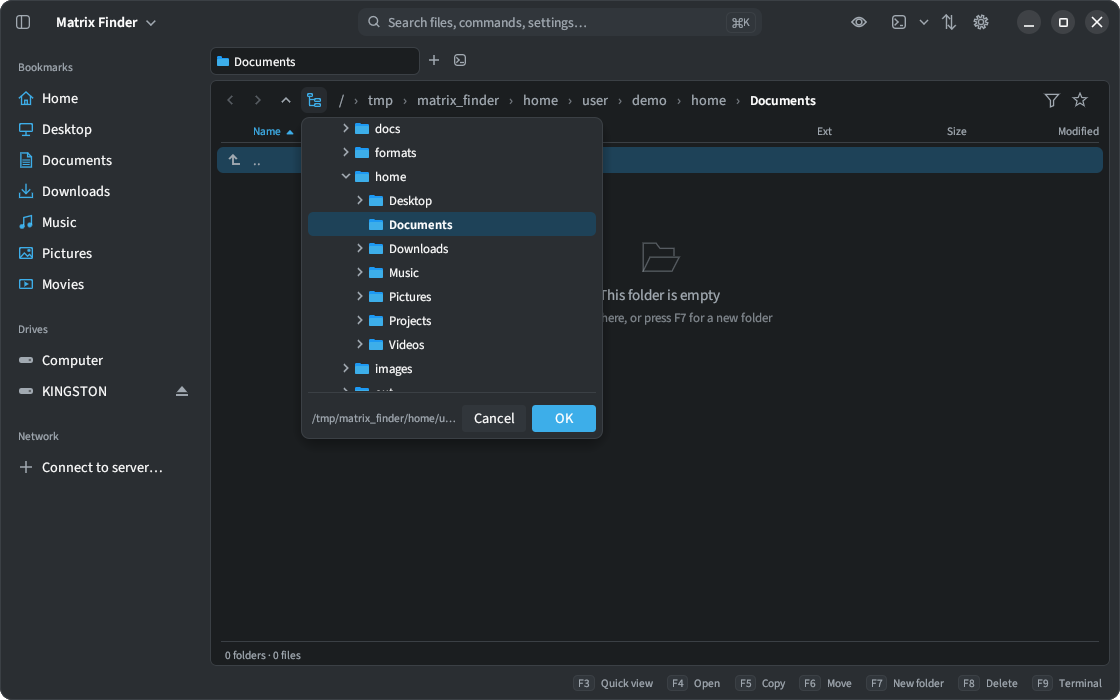 Matrix Finder
Search files, commands, settings…
⌘K
Bookmarks
Home
Desktop
Documents
Downloads
Music
Pictures
Movies
Drives
Computer
KINGSTON
Network
Connect to server…
Documents
/ › tmp › matrix_finder › home › user › demo › home › Documents
Name Ext Size Modified
..
docs
formats
home
Desktop
Documents
Downloads
Music
Pictures
Projects
Videos
images
/tmp/matrix_finder/home/u… Cancel OK
This folder is empty
here, or press F7 for a new folder
0 folders · 0 files
F3 Quick view F4 Open F5 Copy F6 Move F7 New folder F8 Delete F9 Terminal